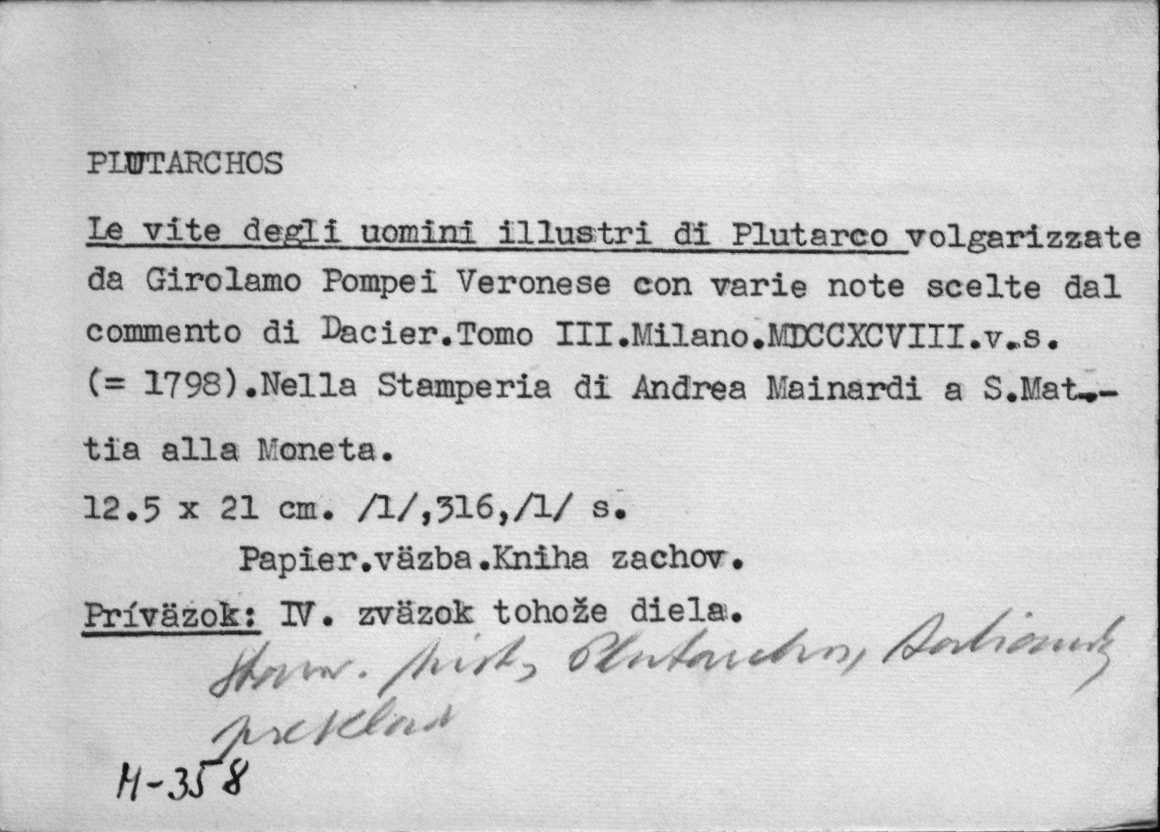 PLUTARCHOS
Le vite degli uomini illustri di Plutarco volgarizzate
da Girolamo Pompei Veronese con varie note scelte dal
commento di Dacier.Tomo III.Milano.MDCCXCVIII.v.s.
(= 1798).Nella Stamperia di Andrea Mainardi a S.Mat.-
tia alla Moneta.
12.5 x 21 cm. /1/,316,/1/ s.
Papier.väzba.Kniha zachov.
Príväzok: IV. zväzok tohože diela.
Plutarchos,
preklad
H-358